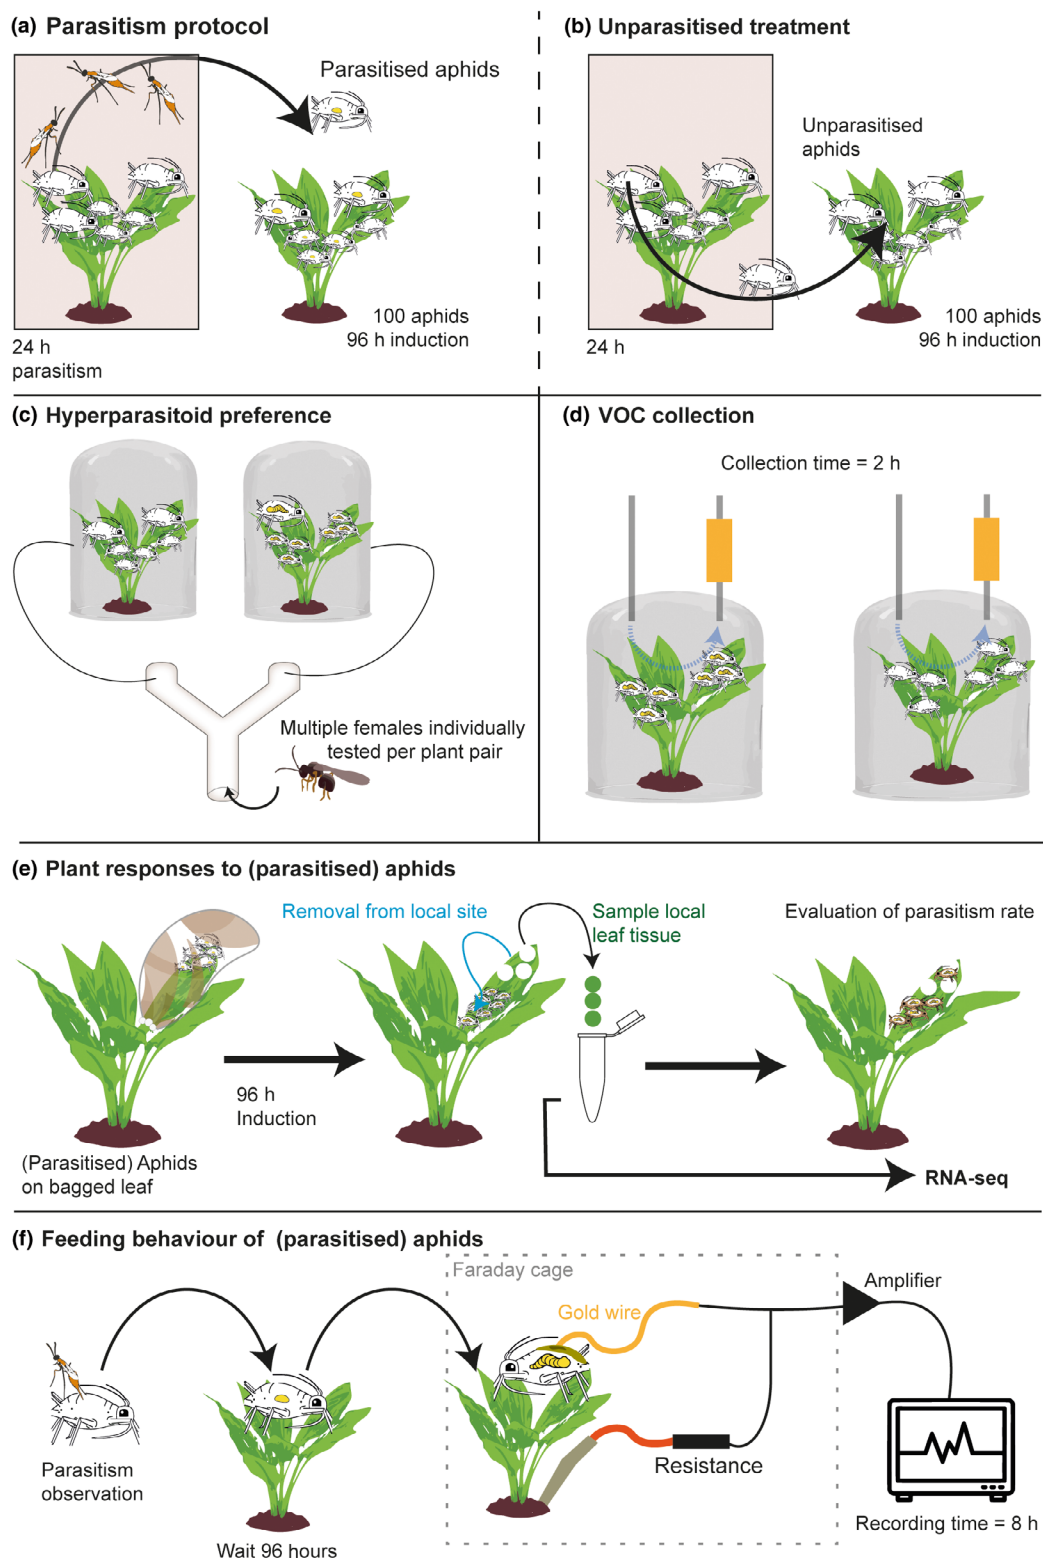 (a) Parasitism protocol
Parasitised aphids
100 aphids
96 h induction
24 h
parasitism
(b) Unparasitised treatment
Unparasitised
aphids
100 aphids
96 h induction
24 h
(c) Hyperparasitoid preference
Multiple females individually
tested per plant pair
(d) VOC collection
Collection time = 2 h
(e) Plant responses to (parasitised) aphids
Removal from local site
Sample local
leaf tissue
Evaluation of parasitism rate
96 h
Induction
(Parasitised) Aphids
on bagged leaf
RNA-seq
(f) Feeding behaviour of (parasitised) aphids
Faraday cage
Gold wire
Amplifier
Resistance
Parasitism
observation
Wait 96 hours
Recording time = 8 h